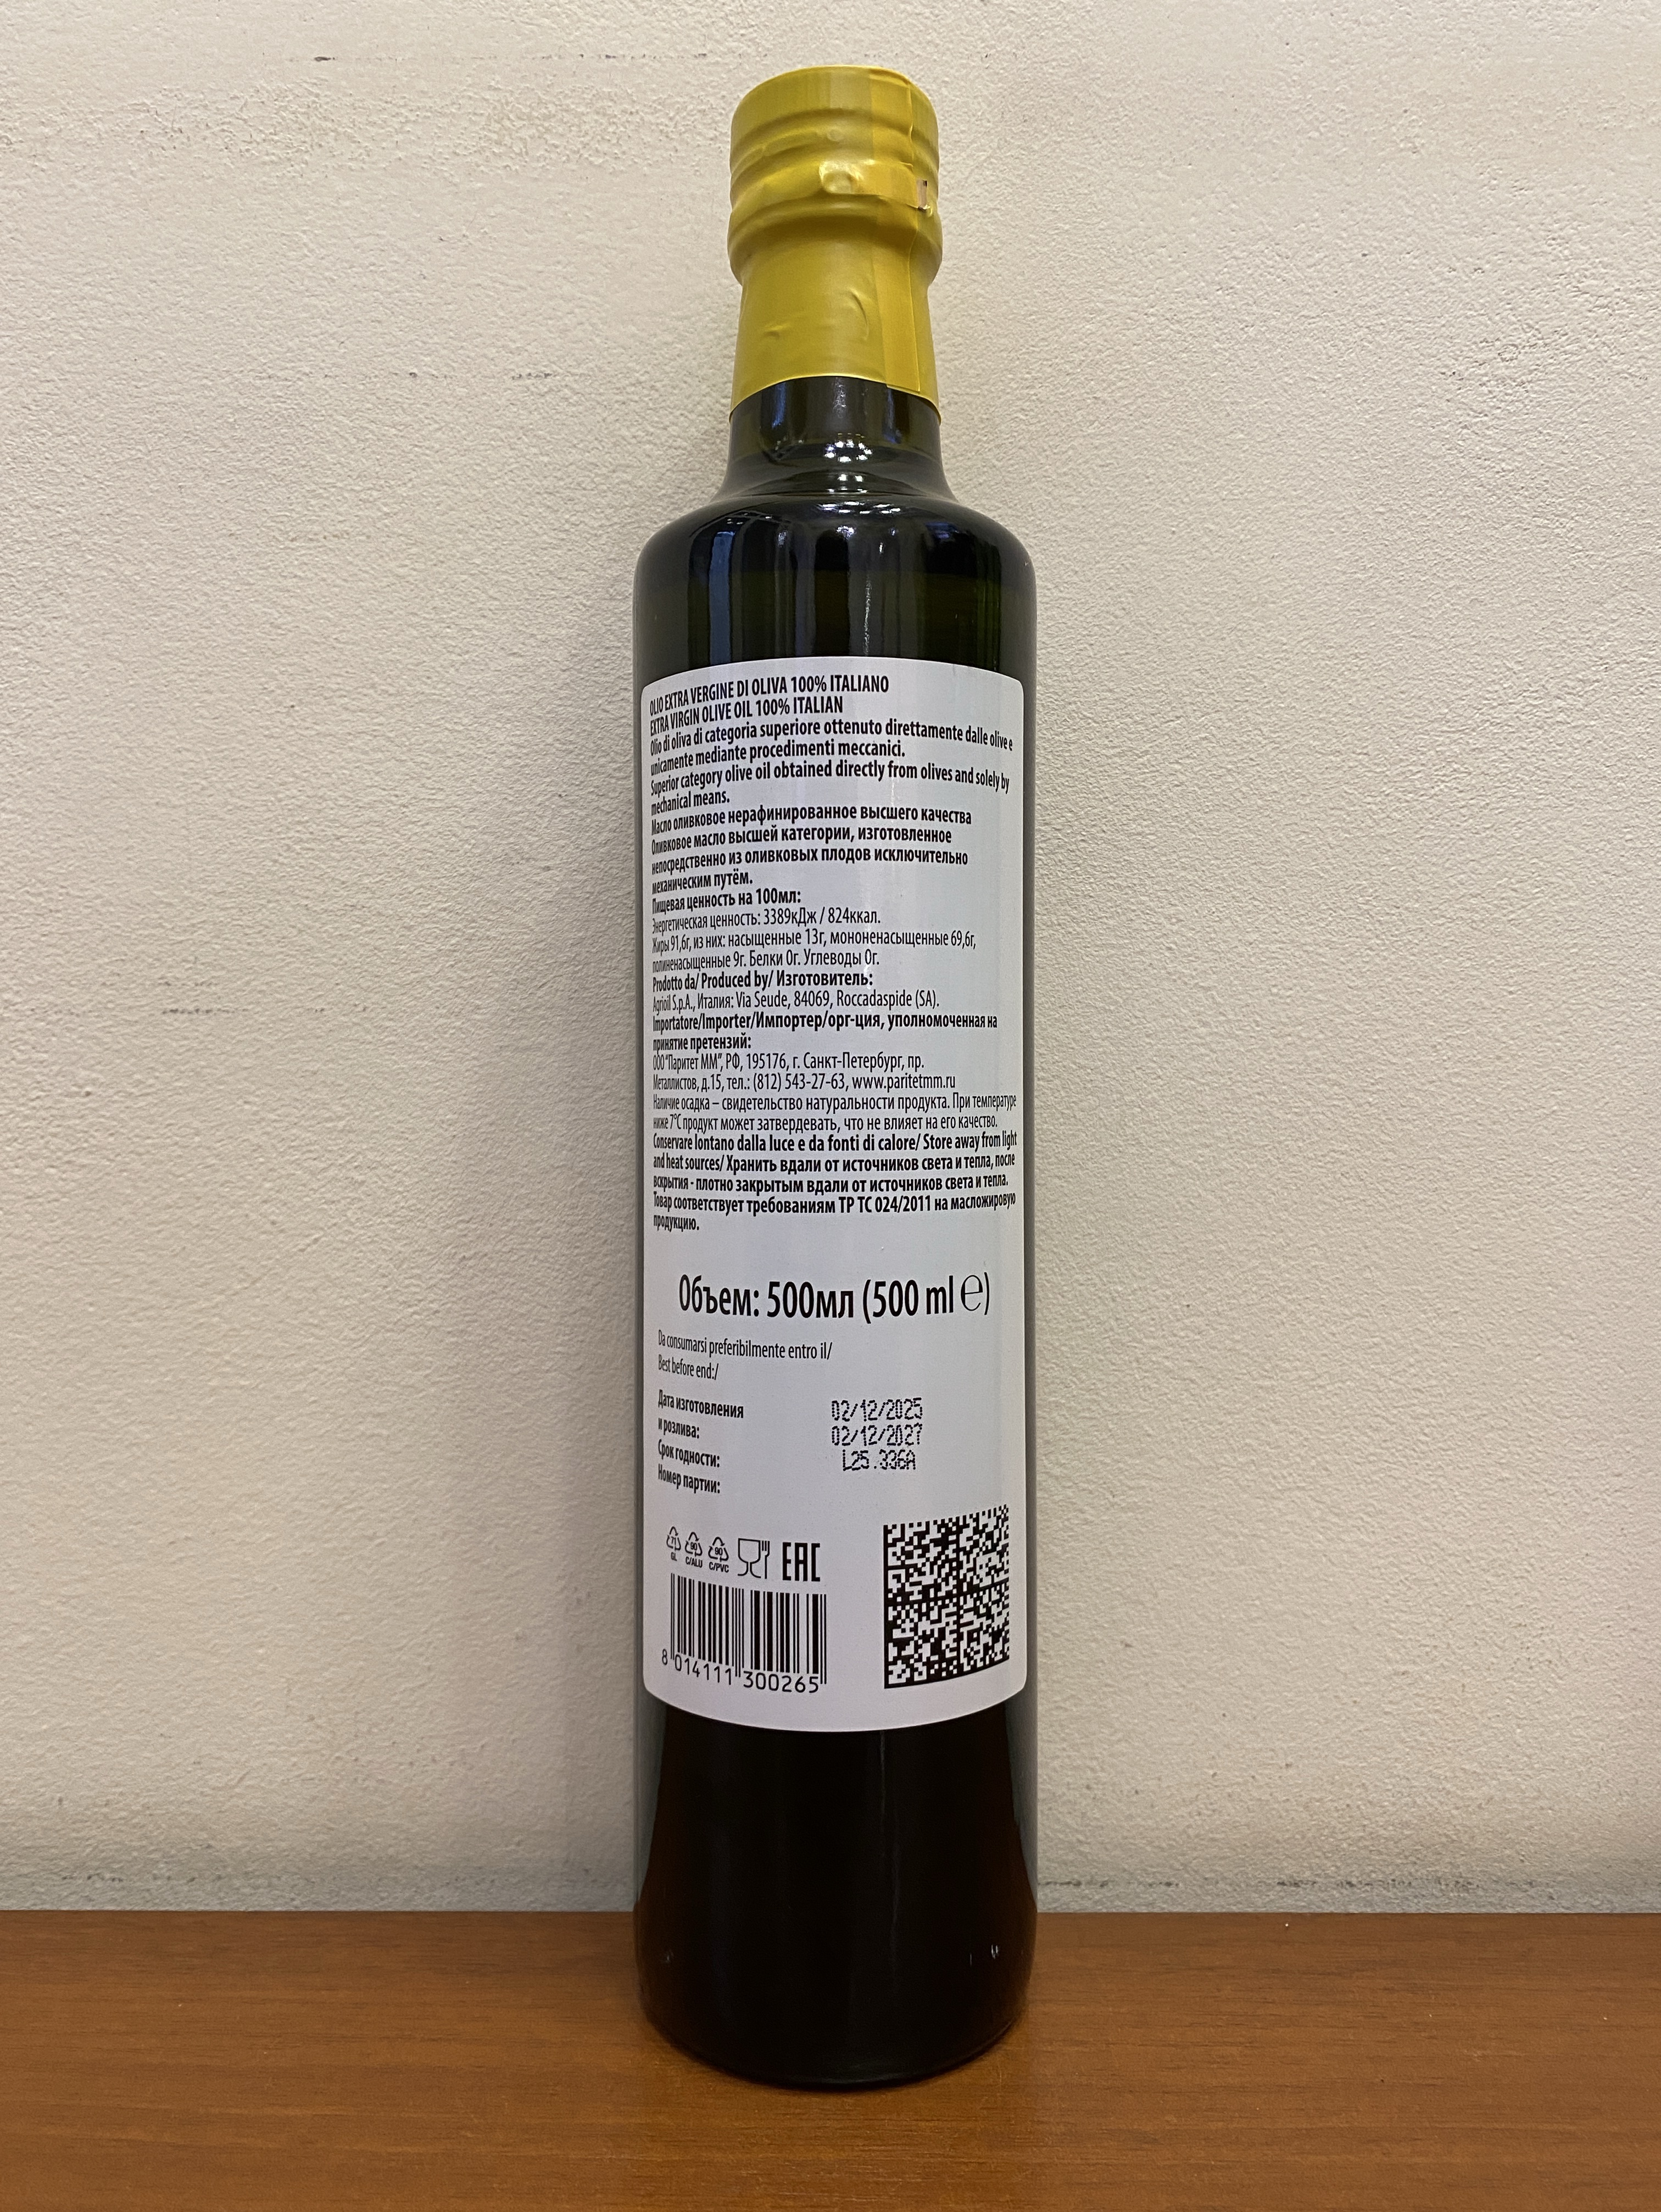 OLIO EXTRA VERGINE DI OLIVA 100% ITALIANO
EXTRA VIRGIN OLIVE OIL 100% ITALIAN
Olio di oliva di categoria superiore ottenuto direttamente dalle olive e
unicamente mediante procedimenti meccanici.
Superior category olive oil obtained directly from olives and solely by
mechanical means.
Масло оливковое нерафинированное высшего качества
Оливковое масло высшей категории, изготовленное
непосредственно из оливковых плодов исключительно
механическим путём.
Пищевая ценность на 100мл:
Энергетическая ценность: 3389кДж / 824ккал.
Жиры 91,6г, из них: насыщенные 13г, мононенасыщенные 69,6г,
полиненасыщенные 9г. Белки 0г. Углеводы 0г.
Prodotto da/ Produced by/ Изготовитель:
Agrioil S.p.A., Италия: Via Seude, 84069, Roccadaspide (SA).
Importatore/Importer/Импортер/орг-ция, уполномоченная на
принятие претензий:
ООО "Паритет ММ", РФ, 195176, г. Санкт-Петербург, пр.
Металлистов, д.15, тел.: (812) 543-27-63, www.paritetmm.ru
Наличие осадка – свидетельство натуральности продукта. При температуре
ниже 7°С продукт может затвердевать, что не влияет на его качество.
Conservare lontano dalla luce e da fonti di calore/ Store away from light
and heat sources/ Хранить вдали от источников света и тепла, после
вскрытия - плотно закрытым вдали от источников света и тепла.
Товар соответствует требованиям ТР ТС 024/2011 на масложировую
продукцию.
Объем: 500мл (500 ml ℮)
Da consumarsi preferibilmente entro il/
Best before end:/
Дата изготовления
и розлива:
Срок годности:
Номер партии:
02/12/2025
02/12/2027
L25.336A
71 90 90
GL C/ALU C/PVC
EAC
8 014111 300265